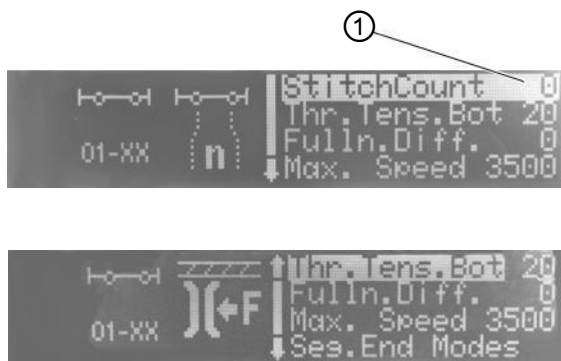 1
StitchCount 0
Thr.Tens.Bot 20
Fulln.Diff. 0
Max. Speed 3500
01-XX
n
Thr.Tens.Bot 20
Fulln.Diff. 0
Max. Speed 3500
Seg.End Modes
01-XX
F